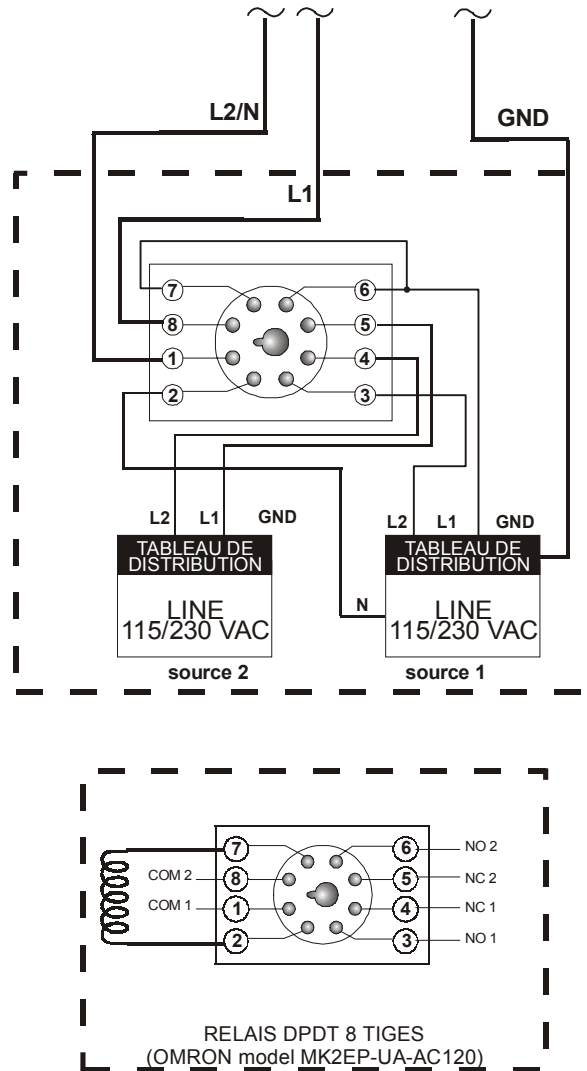 L2/N
GND
L1
7 6
8 5
1 4
2 3
L2 L1 GND
L2 L1 GND
TABLEAU DE
DISTRIBUTION
LINE
115/230 VAC
source 2
N
TABLEAU DE
DISTRIBUTION
LINE
115/230 VAC
source 1
7 6 NO 2
COM 2 8 5 NC 2
COM 1 1 4 NC 1
2 3 NO 1
RELAIS DPDT 8 TIGES
(OMRON model MK2EP-UA-AC120)